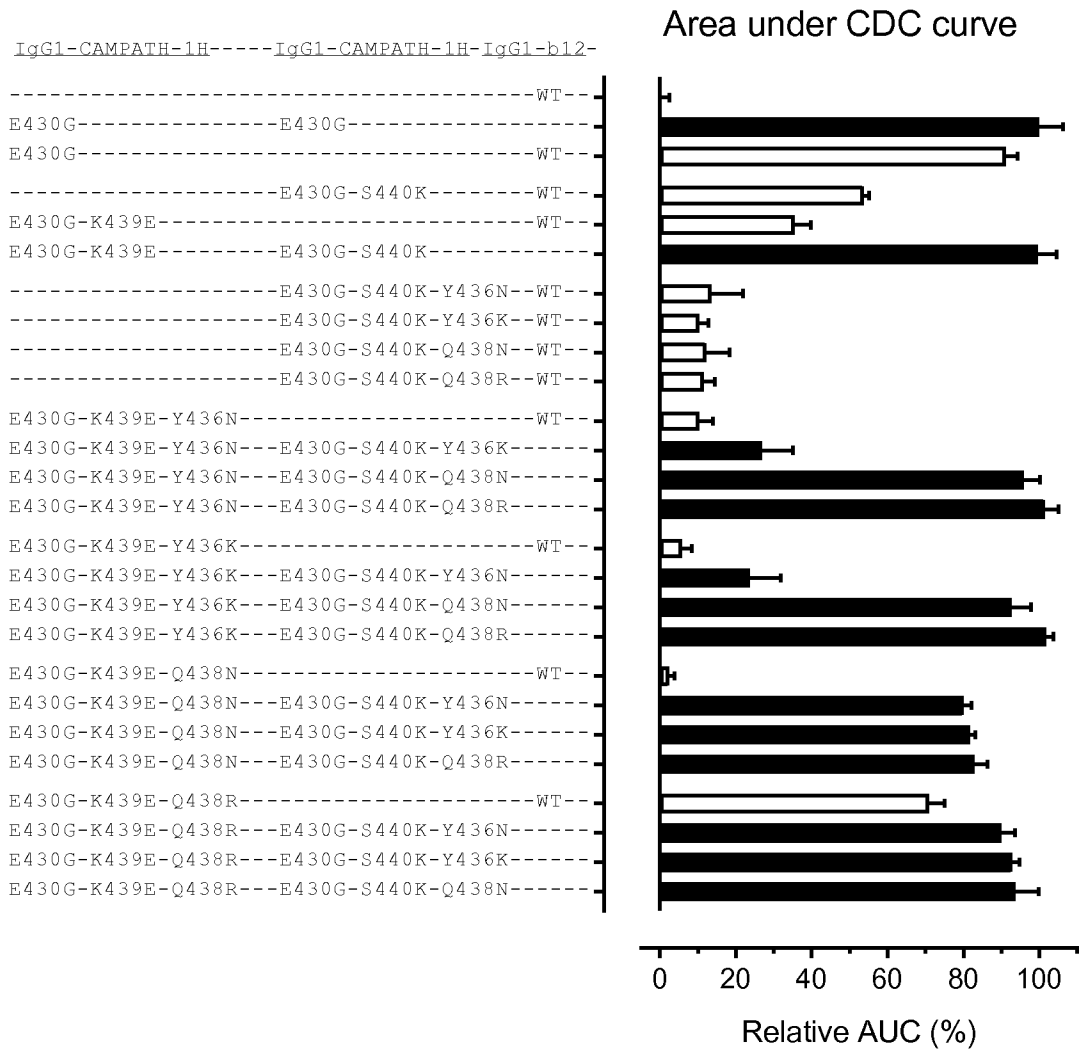 Area under CDC curve
IgG1-CAMPATH-1H-----IgG1-CAMPATH-1H-IgG1-b12-
---------------------------------------WT--
E430G---------------E430G------------------
E430G----------------------------------WT--
--------------------E430G-S440K--------WT--
E430G-K439E----------------------------WT--
E430G-K439E---------E430G-S440K------------
--------------------E430G-S440K-Y436N--WT--
--------------------E430G-S440K-Y436K--WT--
--------------------E430G-S440K-Q438N--WT--
--------------------E430G-S440K-Q438R--WT--
E430G-K439E-Y436N----------------------WT--
E430G-K439E-Y436N---E430G-S440K-Y436K------
E430G-K439E-Y436N---E430G-S440K-Q438N------
E430G-K439E-Y436N---E430G-S440K-Q438R------
E430G-K439E-Y436K----------------------WT--
E430G-K439E-Y436K---E430G-S440K-Y436N------
E430G-K439E-Y436K---E430G-S440K-Q438N------
E430G-K439E-Y436K---E430G-S440K-Q438R------
E430G-K439E-Q438N----------------------WT--
E430G-K439E-Q438N---E430G-S440K-Y436N------
E430G-K439E-Q438N---E430G-S440K-Y436K------
E430G-K439E-Q438N---E430G-S440K-Q438R------
E430G-K439E-Q438R----------------------WT--
E430G-K439E-Q438R---E430G-S440K-Y436N------
E430G-K439E-Q438R---E430G-S440K-Y436K------
E430G-K439E-Q438R---E430G-S440K-Q438N------
0 20 40 60 80 100
Relative AUC (%)